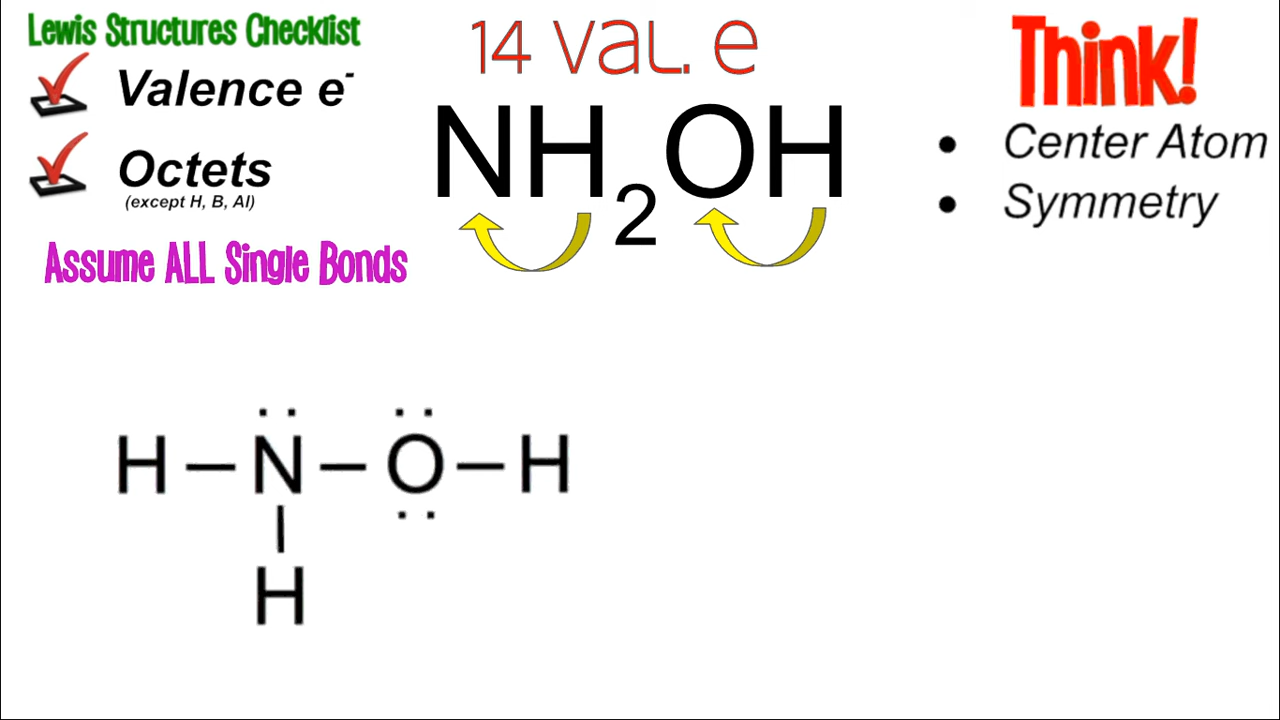 Lewis Structures Checklist
Valence e⁻
Octets
(except H, B, Al)
Assume ALL Single Bonds
14 val. e
NH₂OH
Think!
• Center Atom
• Symmetry
H – N – O – H
H